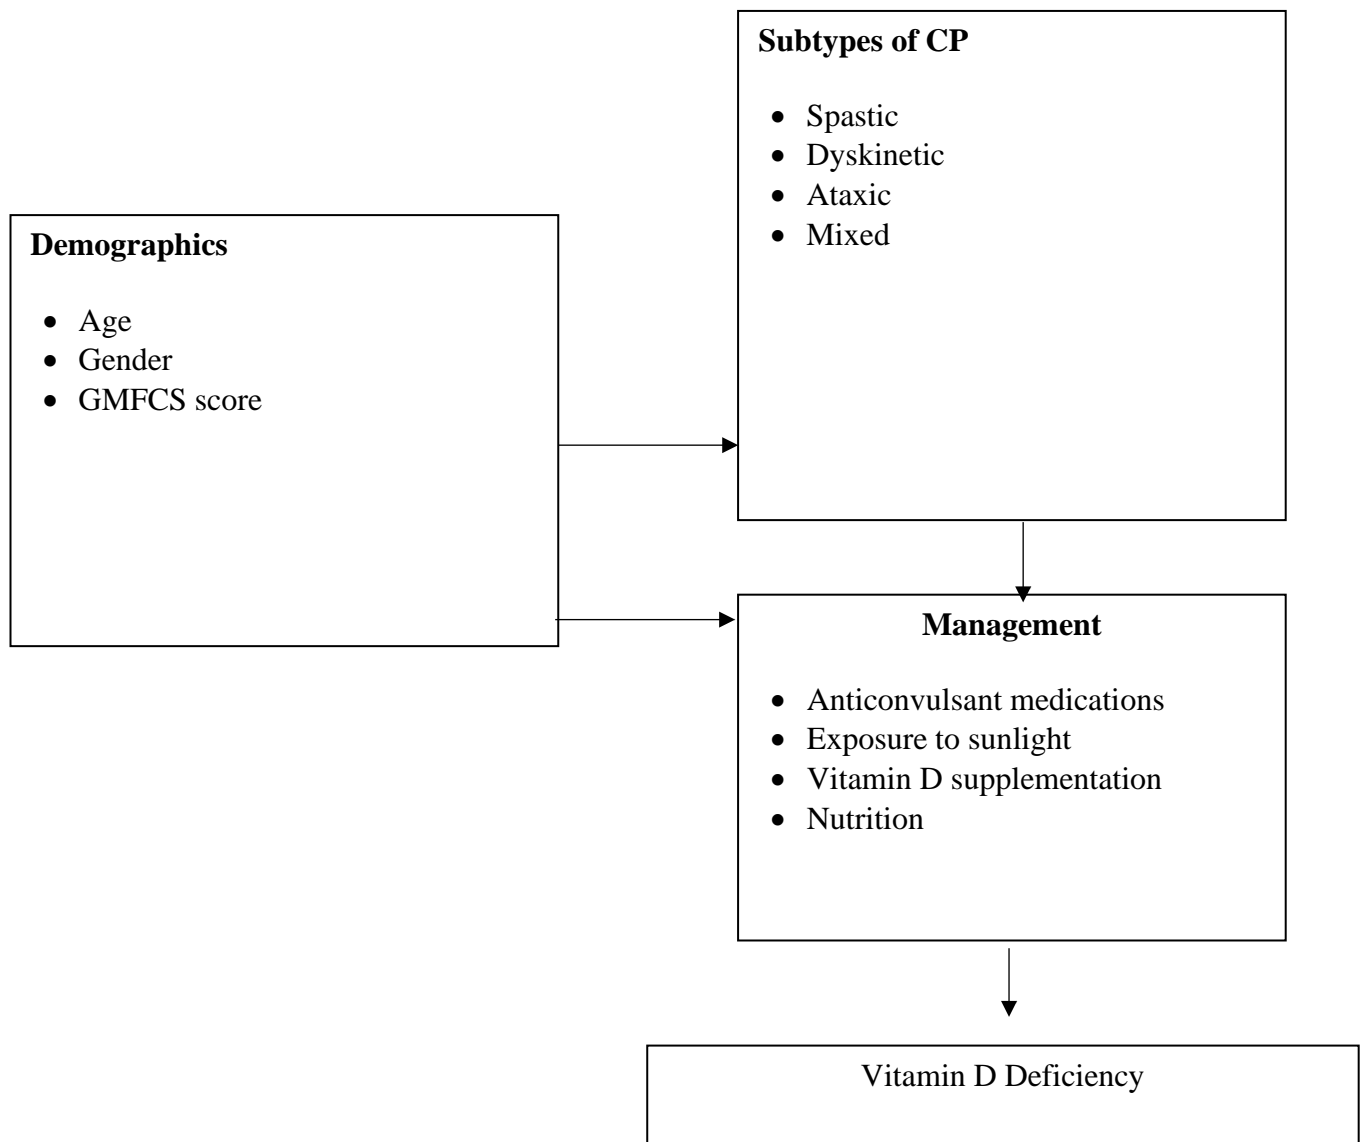 Subtypes of CP
• Spastic
• Dyskinetic
• Ataxic
• Mixed
Demographics
• Age
• Gender
• GMFCS score
Management
• Anticonvulsant medications
• Exposure to sunlight
• Vitamin D supplementation
• Nutrition
Vitamin D Deficiency